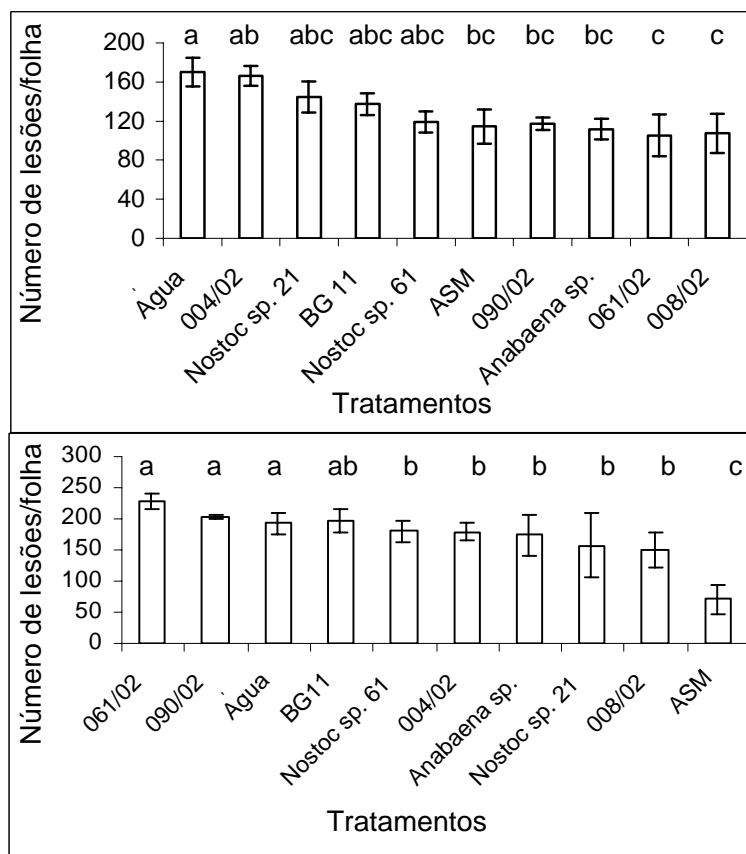 Número de lesões/folha
a ab abc abc abc bc bc bc c c
200
160
120
80
40
0
Água 004/02 Nostoc sp. 21 BG 11 Nostoc sp. 61 ASM 090/02 Anabaena sp. 061/02 008/02
Tratamentos
Número de lesões/folha
a a a ab b b b b b c
300
250
200
150
100
50
0
061/02 090/02 Água BG11 Nostoc sp. 61 004/02 Anabaena sp. Nostoc sp. 21 008/02 ASM
Tratamentos